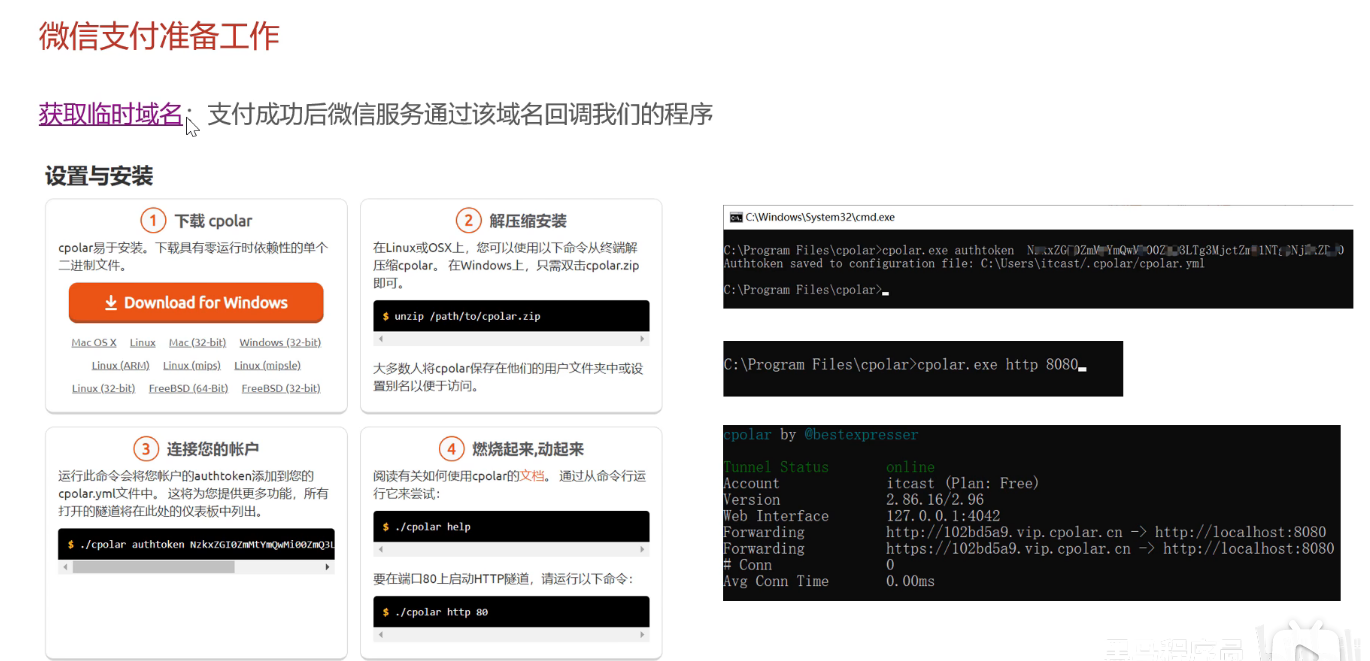 微信支付准备工作
获取临时域名：支付成功后微信服务通过该域名回调我们的程序
设置与安装
1 下载 cpolar
cpolar易于安装。下载具有零运行时依赖性的单个
二进制文件。
Download for Windows
Mac OS X Linux Mac (32-bit) Windows (32-bit)
Linux (ARM) Linux (mips) Linux (mipsle)
Linux (32-bit) FreeBSD (64-Bit) FreeBSD (32-bit)
2 解压缩安装
在Linux或OSX上，您可以使用以下命令从终端解
压缩cpolar。 在Windows上，只需双击cpolar.zip
即可。
$ unzip /path/to/cpolar.zip
大多数人将cpolar保存在他们的用户文件夹中或设
置别名以便于访问。
3 连接您的帐户
运行此命令会将您帐户的authtoken添加到您的
cpolar.yml文件中。 这将为您提供更多功能，所有
打开的隧道将在此处的仪表板中列出。
$ ./cpolar authtoken NzkxZGI0ZmMtYmQwMi00ZmQ3L
4 燃烧起来,动起来
阅读有关如何使用cpolar的文档。 通过从命令行运
行它来尝试：
$ ./cpolar help
要在端口80上启动HTTP隧道，请运行以下命令：
$ ./cpolar http 80
C:\Windows\System32\cmd.exe
C:\Program Files\cpolar>cpolar.exe authtoken
Authtoken saved to configuration file: C:\Users\itcast/.cpolar/cpolar.yml
C:\Program Files\cpolar>
C:\Program Files\cpolar>cpolar.exe http 8080
cpolar by @bestexpresser
Tunnel Status online
Account itcast (Plan: Free)
Version 2.86.16/2.96
Web Interface 127.0.0.1:4042
Forwarding http://102bd5a9.vip.cpolar.cn -> http://localhost:8080
Forwarding https://102bd5a9.vip.cpolar.cn -> http://localhost:8080
# Conn 0
Avg Conn Time 0.00ms